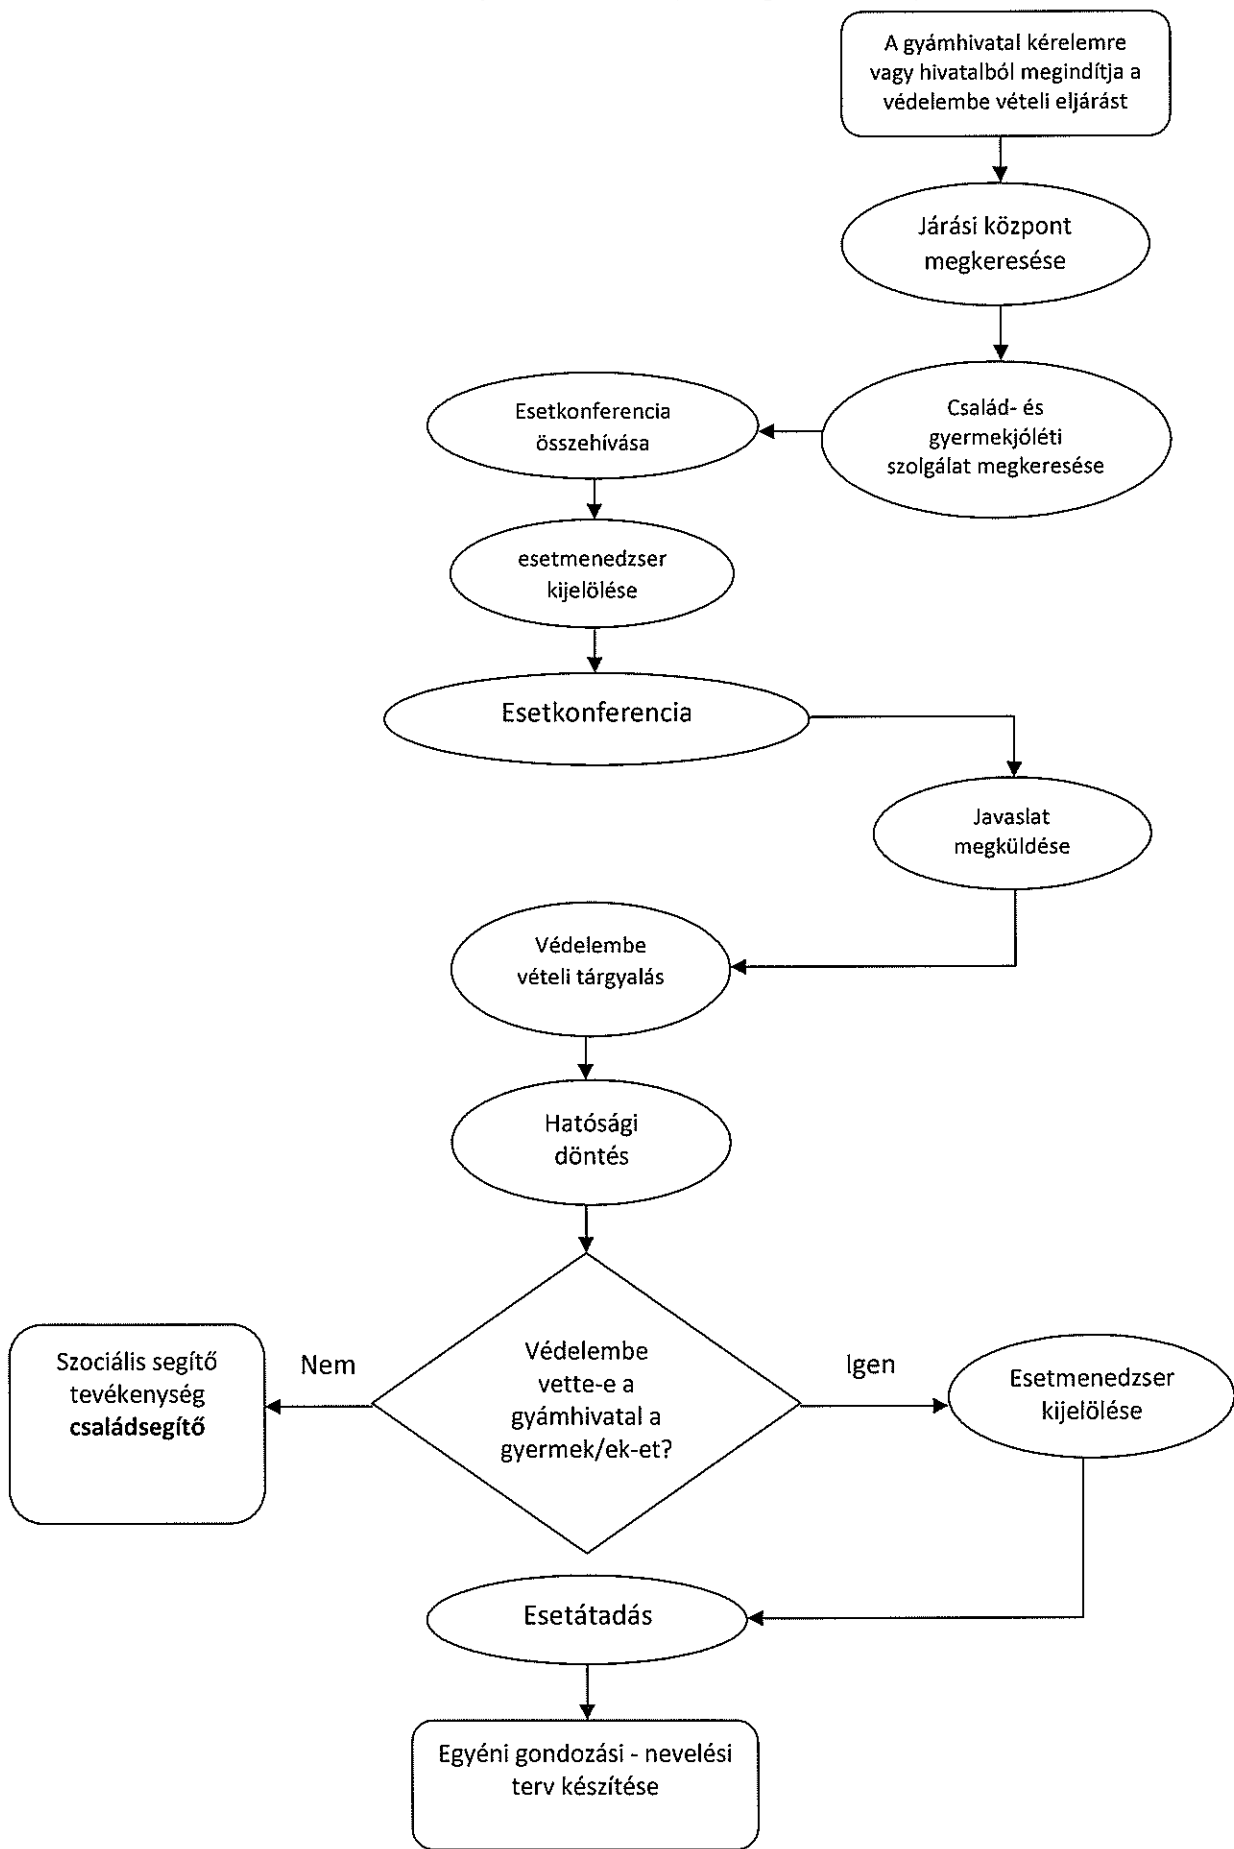 A gyámhivatal kérelemre
vagy hivatalból megindítja a
védelembe vételi eljárást
Járási központ
megkeresése
Család- és
gyermekjóléti
szolgálat megkeresése
Esetkonferencia
összehívása
esetmenedzser
kijelölése
Esetkonferencia
Javaslat
megküldése
Védelembe
vételi tárgyalás
Hatósági
döntés
Védelembe
vette-e a
gyámhivatal a
gyermek/ek-et?
Nem
Szociális segítő
tevékenység
családsegítő
Igen
Esetmenedzser
kijelölése
Esetátadás
Egyéni gondozási - nevelési
terv készítése